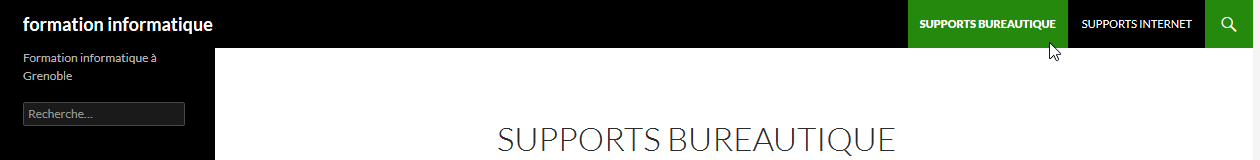 formation informatique
SUPPORTS BUREAUTIQUE
SUPPORTS INTERNET
Formation informatique à
Grenoble
Recherche...
SUPPORTS BUREAUTIQUE